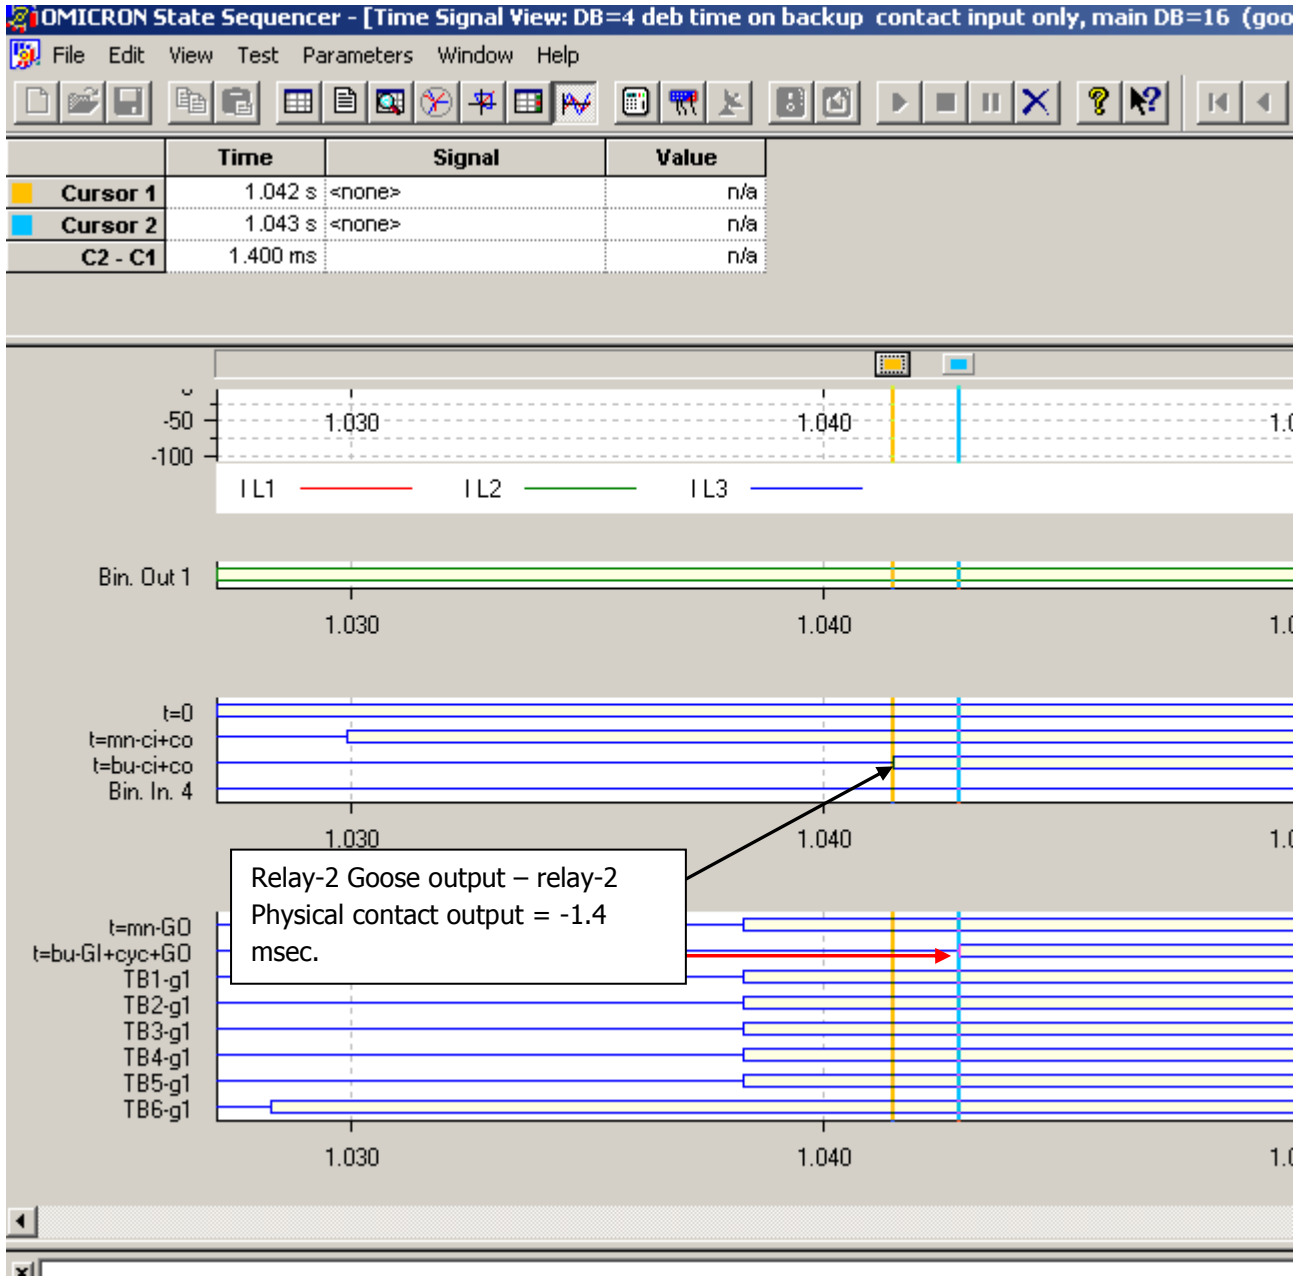 OMICRON State Sequencer - [Time Signal View: DB=4 deb time on backup contact input only, main DB=16 (goo
File Edit View Test Parameters Window Help
Time Signal Value
Cursor 1 1.042 s <none> n/a
Cursor 2 1.043 s <none> n/a
C2 - C1 1.400 ms n/a
-50 1.030 1.040
-100
I L1 I L2 I L3
Bin. Out 1
1.030 1.040
t=0
t=mn-ci+co
t=bu-ci+co
Bin. In. 4
1.030 1.040
Relay-2 Goose output – relay-2
Physical contact output = -1.4
msec.
t=mn-GO
t=bu-GI+cyc+GO
TB1-g1
TB2-g1
TB3-g1
TB4-g1
TB5-g1
TB6-g1
1.030 1.040